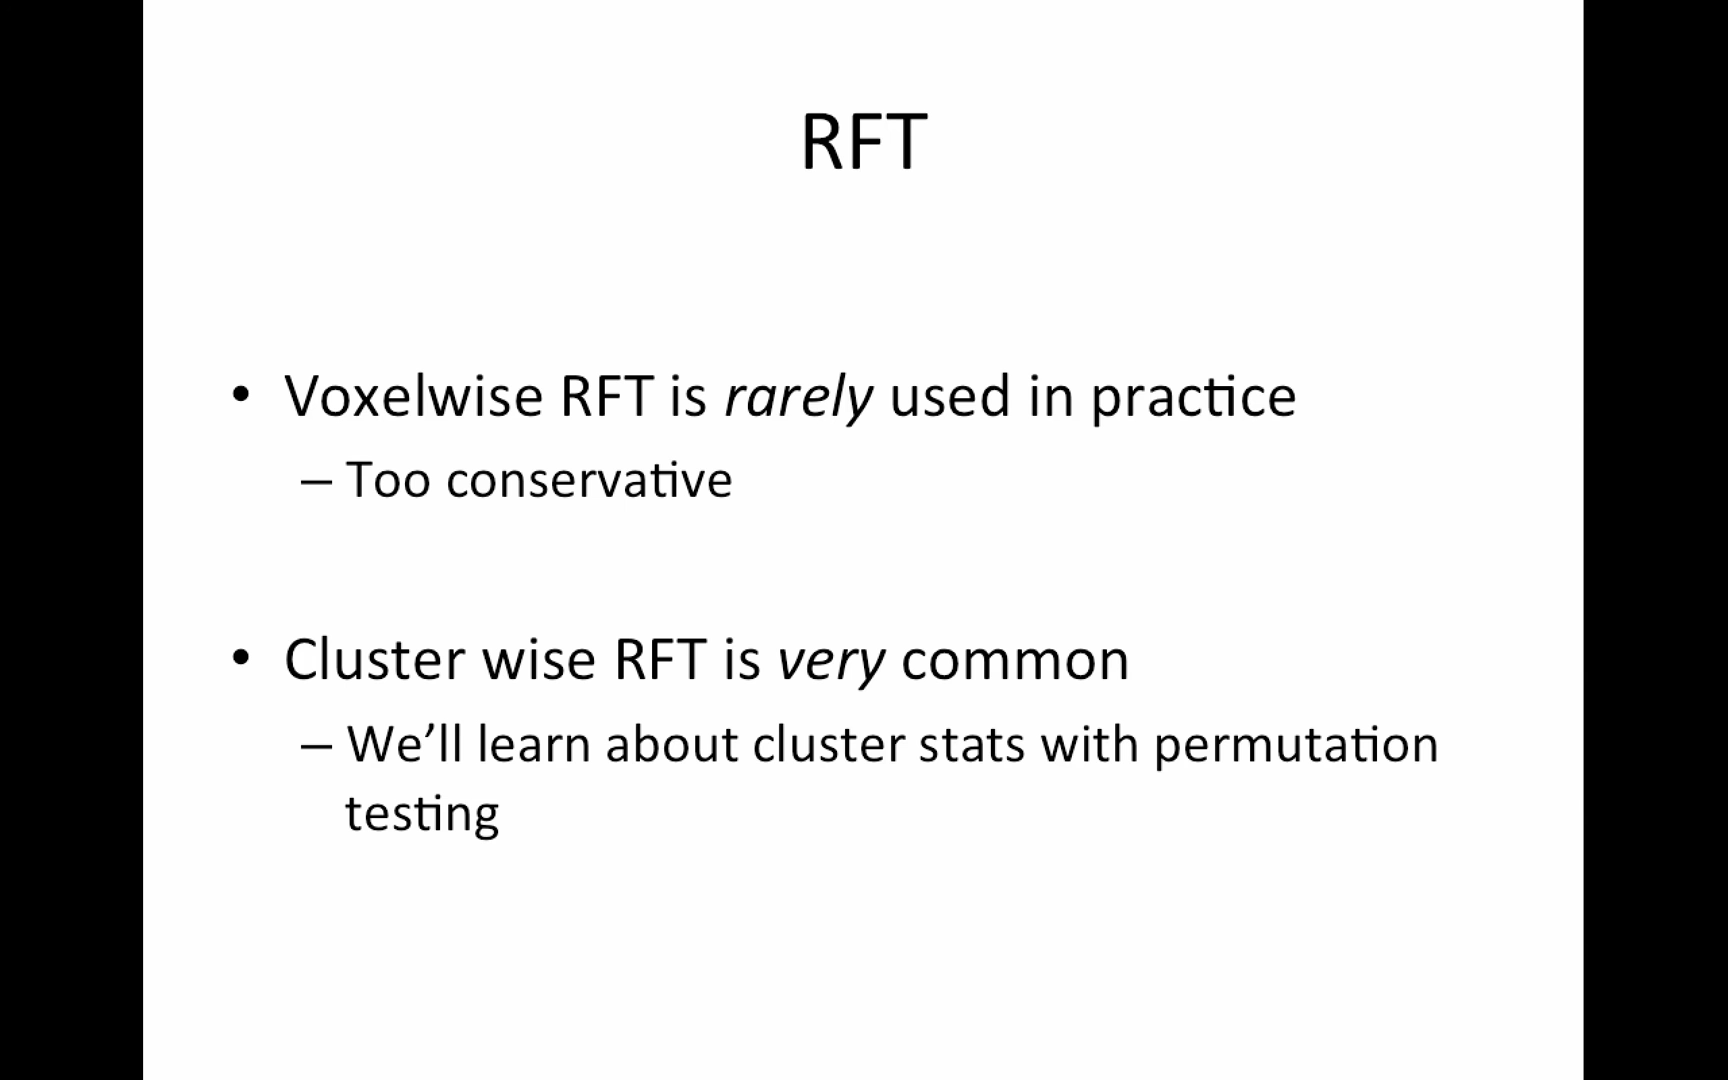 RFT
• Voxelwise RFT is rarely used in practice
– Too conservative
• Cluster wise RFT is very common
– We’ll learn about cluster stats with permutation
testing